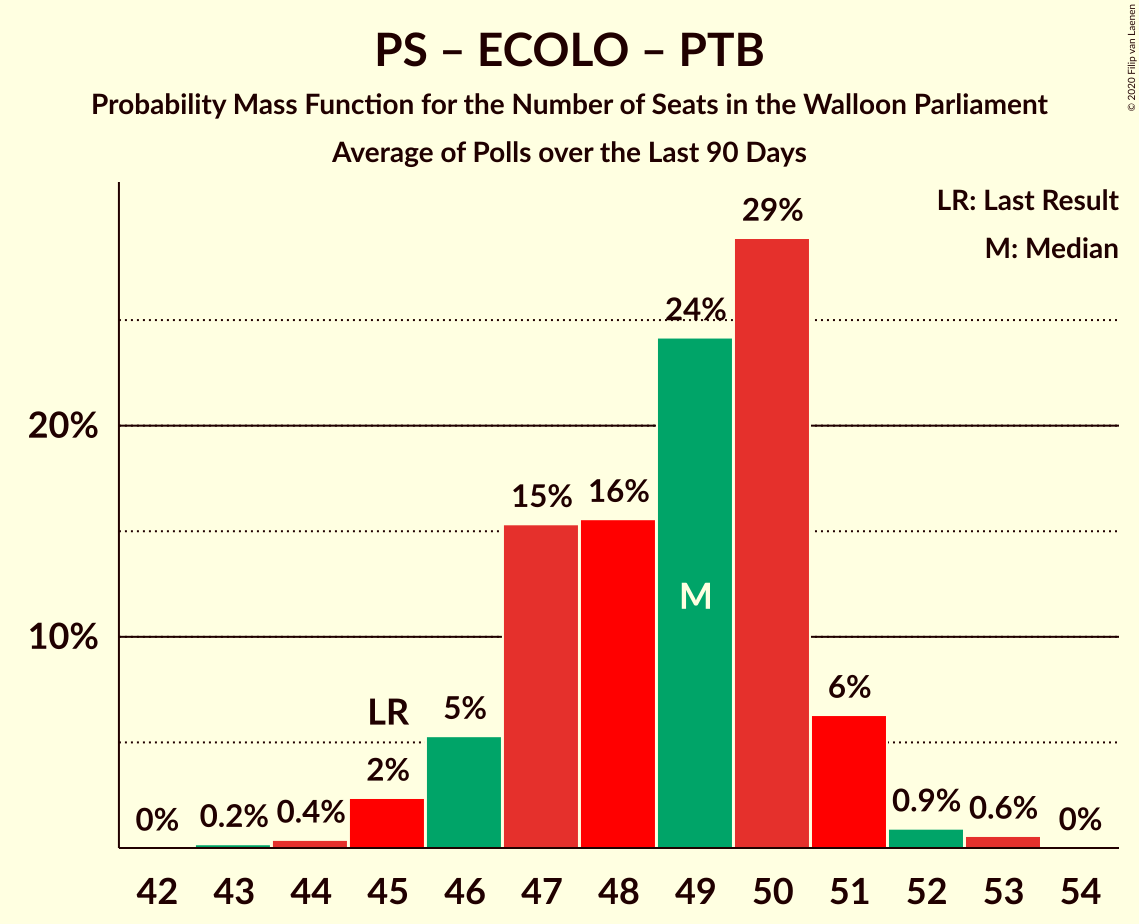 PS – ECOLO – PTB
Probability Mass Function for the Number of Seats in the Walloon Parliament
Average of Polls over the Last 90 Days
© 2020 Filip van Laenen
LR: Last Result
M: Median
29%
24%
20%
15%
16%
M
10%
LR
5%
6%
0%
0.2%
0.4%
2%
0.9%
0.6%
0%
42 43 44 45 46 47 48 49 50 51 52 53 54